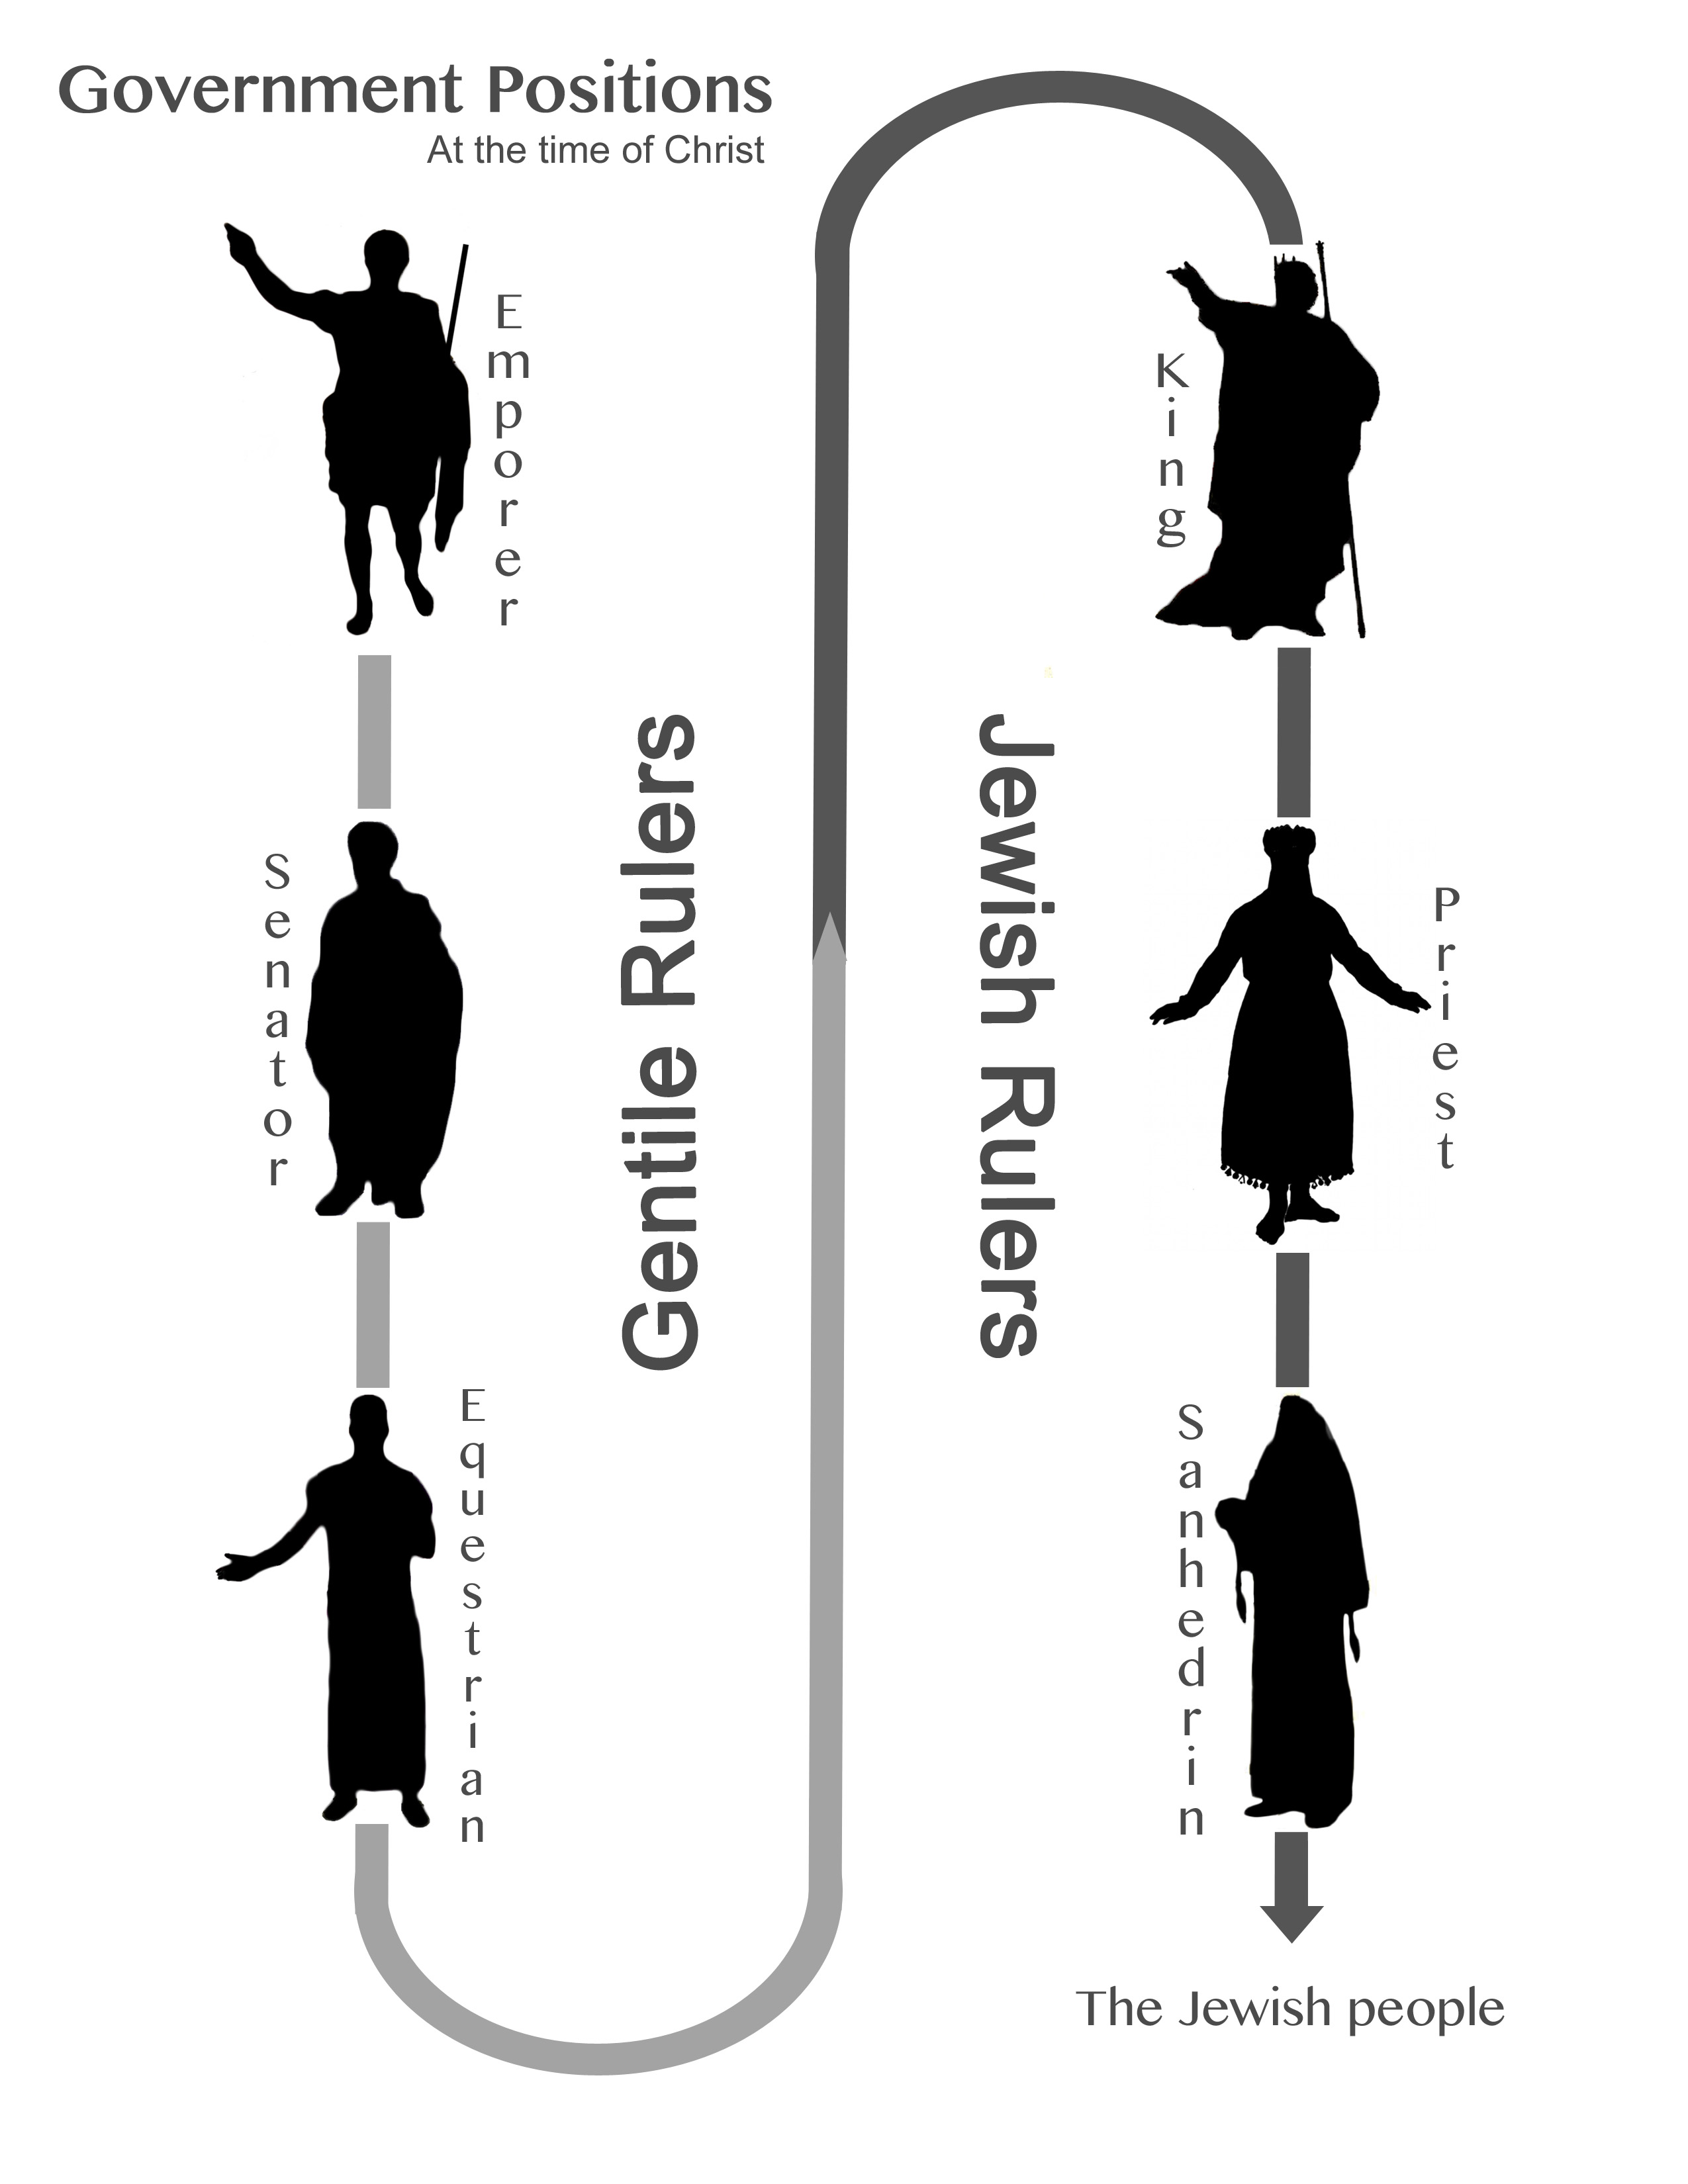 Government Positions
At the time of Christ
Emporer
Senator
Equestrian
Gentile Rulers
Jewish Rullers
King
Priest
Sanhedrin
The Jewish people